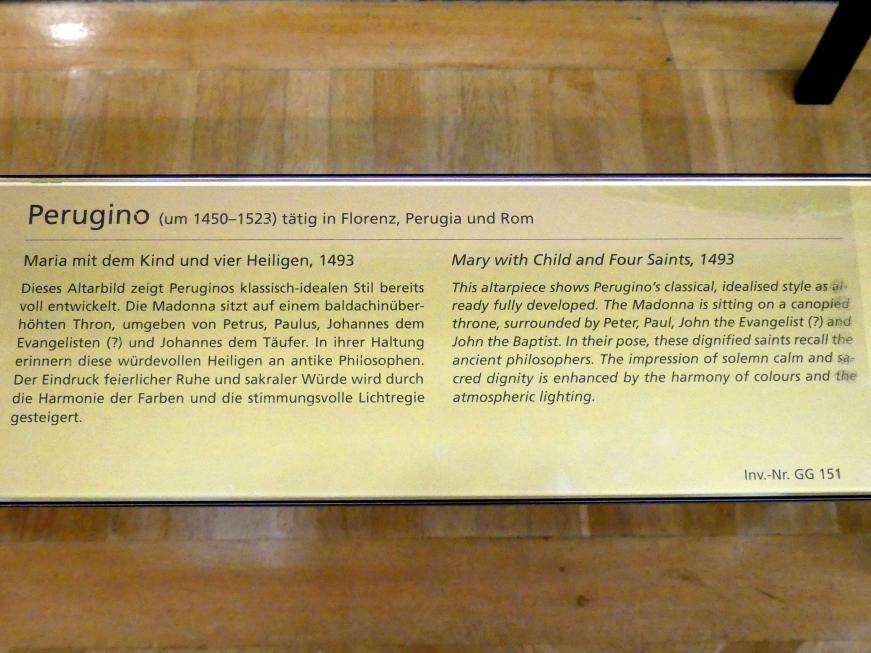 Perugino (um 1450–1523) tätig in Florenz, Perugia und Rom
Maria mit dem Kind und vier Heiligen, 1493
Dieses Altarbild zeigt Peruginos klassisch-idealen Stil bereits
voll entwickelt. Die Madonna sitzt auf einem baldachinüber-
höhten Thron, umgeben von Petrus, Paulus, Johannes dem
Evangelisten (?) und Johannes dem Täufer. In ihrer Haltung
erinnern diese würdevollen Heiligen an antike Philosophen.
Der Eindruck feierlicher Ruhe und sakraler Würde wird durch
die Harmonie der Farben und die stimmungsvolle Lichtregie
gesteigert.
Mary with Child and Four Saints, 1493
This altarpiece shows Perugino's classical, idealised style as al-
ready fully developed. The Madonna is sitting on a canopied
throne, surrounded by Peter, Paul, John the Evangelist (?) and
John the Baptist. In their pose, these dignified saints recall the
ancient philosophers. The impression of solemn calm and sa-
cred dignity is enhanced by the harmony of colours and the
atmospheric lighting.
Inv.-Nr. GG 151